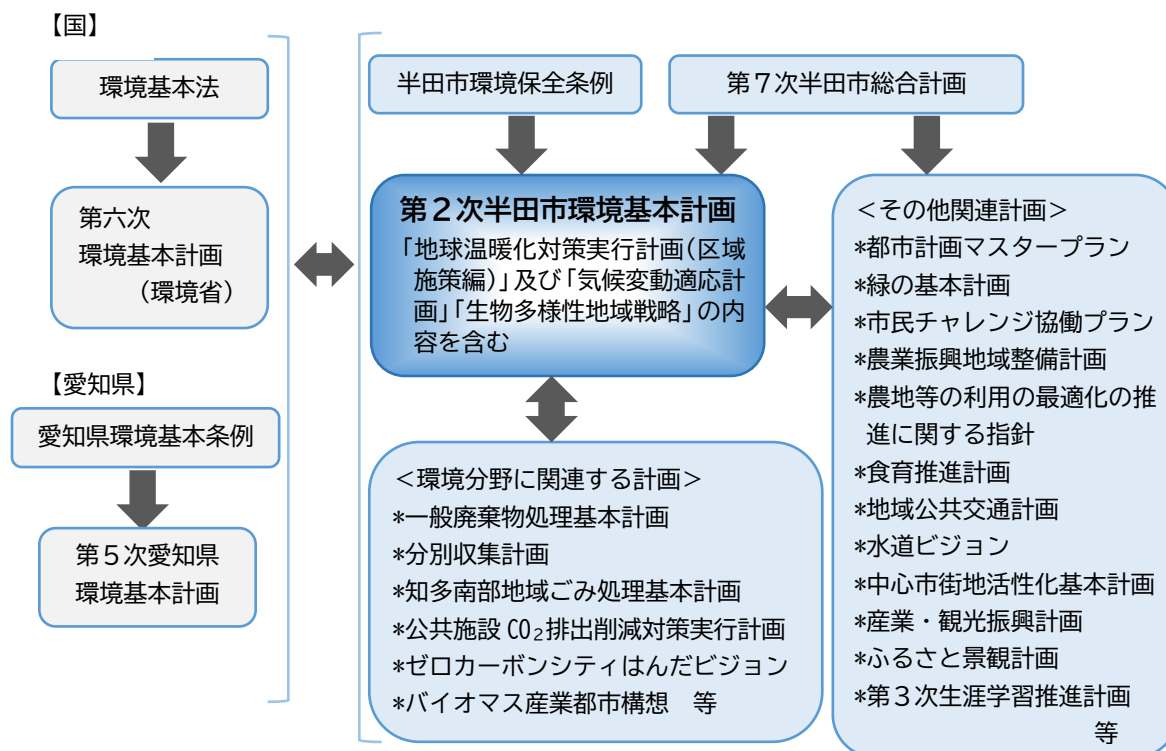 【国】
環境基本法
第六次
環境基本計画
（環境省）
【愛知県】
愛知県環境基本条例
第５次愛知県
環境基本計画
半田市環境保全条例
第７次半田市総合計画
第２次半田市環境基本計画
「地球温暖化対策実行計画（区域
施策編）」及び「気候変動適応計
画」「生物多様性地域戦略」の内
容を含む
＜環境分野に関連する計画＞
*一般廃棄物処理基本計画
*分別収集計画
*知多南部地域ごみ処理基本計画
*公共施設 CO₂排出削減対策実行計画
*ゼロカーボンシティはんだビジョン
*バイオマス産業都市構想　等
＜その他関連計画＞
*都市計画マスタープラン
*緑の基本計画
*市民チャレンジ協働プラン
*農業振興地域整備計画
*農地等の利用の最適化の推
進に関する指針
*食育推進計画
*地域公共交通計画
*水道ビジョン
*中心市街地活性化基本計画
*産業・観光振興計画
*ふるさと景観計画
*第３次生涯学習推進計画
等